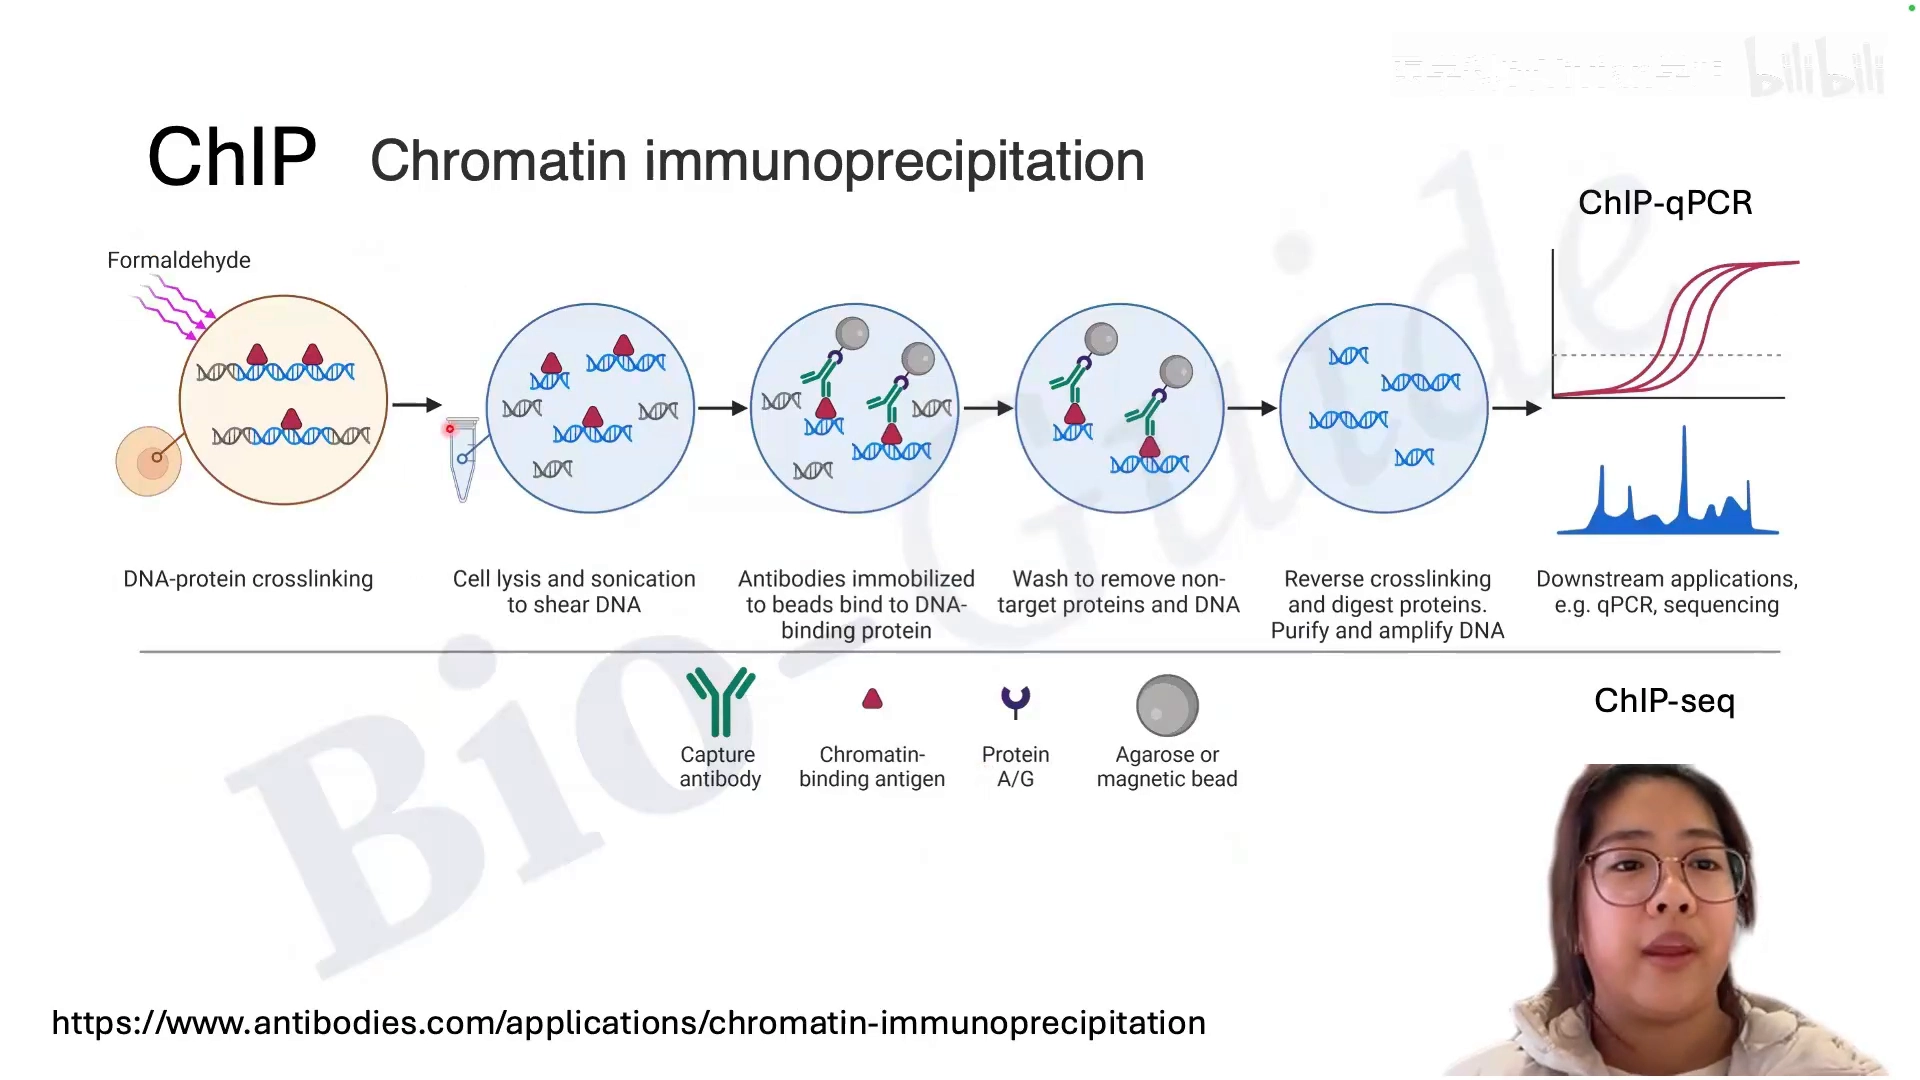 bilibili
ChIP Chromatin immunoprecipitation
ChIP-qPCR
Formaldehyde
DNA-protein crosslinking
Cell lysis and sonication
to shear DNA
Antibodies immobilized
to beads bind to DNA-
binding protein
Wash to remove non-
target proteins and DNA
Reverse crosslinking
and digest proteins.
Purify and amplify DNA
Downstream applications,
e.g. qPCR, sequencing
Capture
antibody
Chromatin-
binding antigen
Protein
A/G
Agarose or
magnetic bead
ChIP-seq
Bio-Guide
https://www.antibodies.com/applications/chromatin-immunoprecipitation